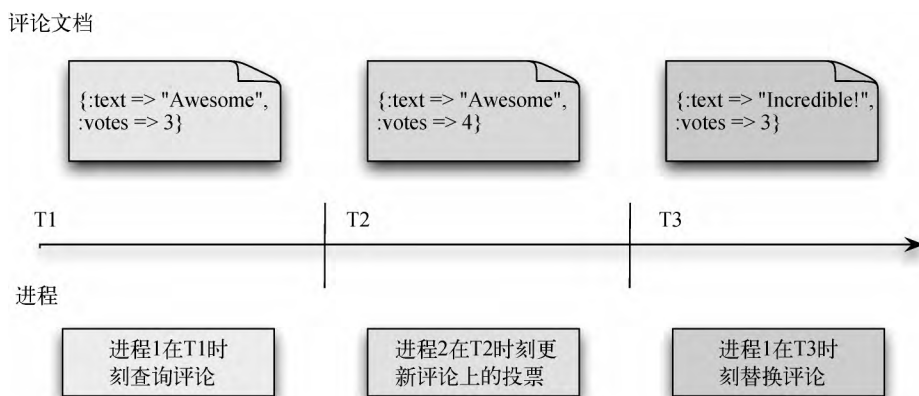 评论文档
{:text => "Awesome",
:votes => 3}
{:text => "Awesome",
:votes => 4}
{:text => "Incredible!",
:votes => 3}
T1
T2
T3
进程
进程1在T1时
刻查询评论
进程2在T2时刻更
新评论上的投票
进程1在T3时
刻替换评论